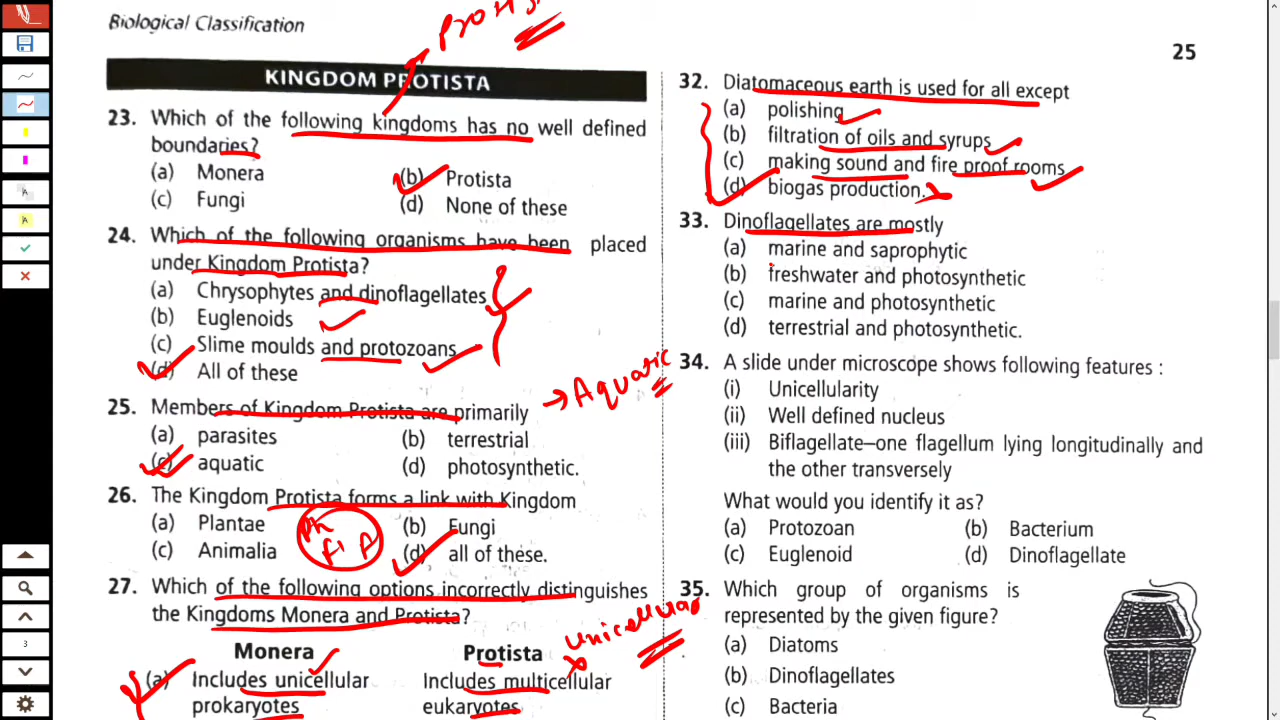 Biological Classification
Protis
25
KINGDOM PROTISTA
23. Which of the following kingdoms has no well defined
boundaries?
(a) Monera (b) Protista
(c) Fungi (d) None of these
24. Which of the following organisms have been placed
under Kingdom Protista?
(a) Chrysophytes and dinoflagellates
(b) Euglenoids
(c) Slime moulds and protozoans
(d) All of these
→ Aquatic
25. Members of Kingdom Protista are primarily
(a) parasites (b) terrestrial
(c) aquatic (d) photosynthetic.
26. The Kingdom Protista forms a link with Kingdom
(a) Plantae (b) Fungi
(c) Animalia (d) all of these.
27. Which of the following options incorrectly distinguishes
the Kingdoms Monera and Protista?
Unicellular
Monera Protista
(a) Includes unicellular Includes multicellular
prokaryotes eukaryotes
32. Diatomaceous earth is used for all except
(a) polishing
(b) filtration of oils and syrups
(c) making sound and fire proof rooms
(d) biogas production.
33. Dinoflagellates are mostly
(a) marine and saprophytic
(b) freshwater and photosynthetic
(c) marine and photosynthetic
(d) terrestrial and photosynthetic.
34. A slide under microscope shows following features :
(i) Unicellularity
(ii) Well defined nucleus
(iii) Biflagellate–one flagellum lying longitudinally and
the other transversely
What would you identify it as?
(a) Protozoan (b) Bacterium
(c) Euglenoid (d) Dinoflagellate
35. Which group of organisms is
represented by the given figure?
(a) Diatoms
(b) Dinoflagellates
(c) Bacteria
3